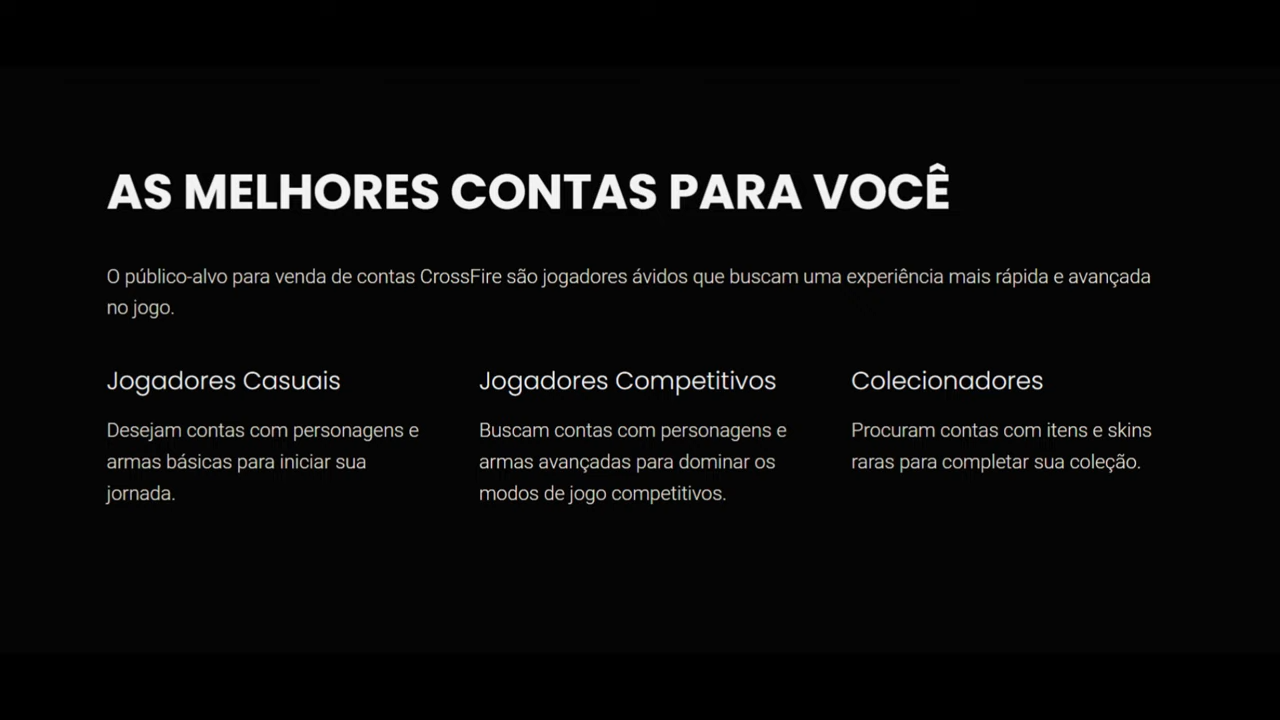 AS MELHORES CONTAS PARA VOCÊ
O público-alvo para venda de contas CrossFire são jogadores ávidos que buscam uma experiência mais rápida e avançada
no jogo.
Jogadores Casuais
Desejam contas com personagens e
armas básicas para iniciar sua
jornada.
Jogadores Competitivos
Buscam contas com personagens e
armas avançadas para dominar os
modos de jogo competitivos.
Colecionadores
Procuram contas com itens e skins
raras para completar sua coleção.